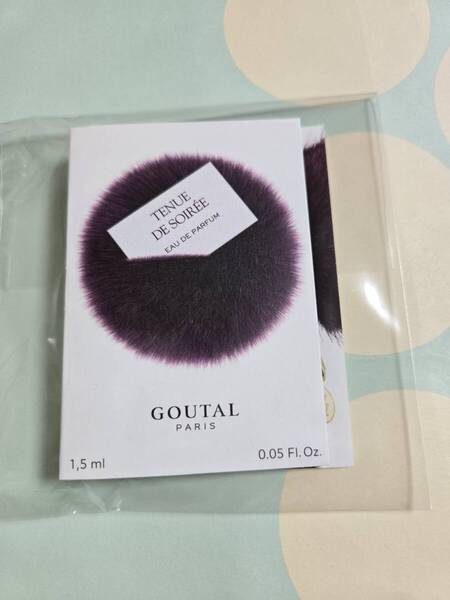 TENUE
DE SOIRÉE
EAU DE PARFUM
GOUTAL
PARIS
1,5 ml
0.05 Fl. Oz.